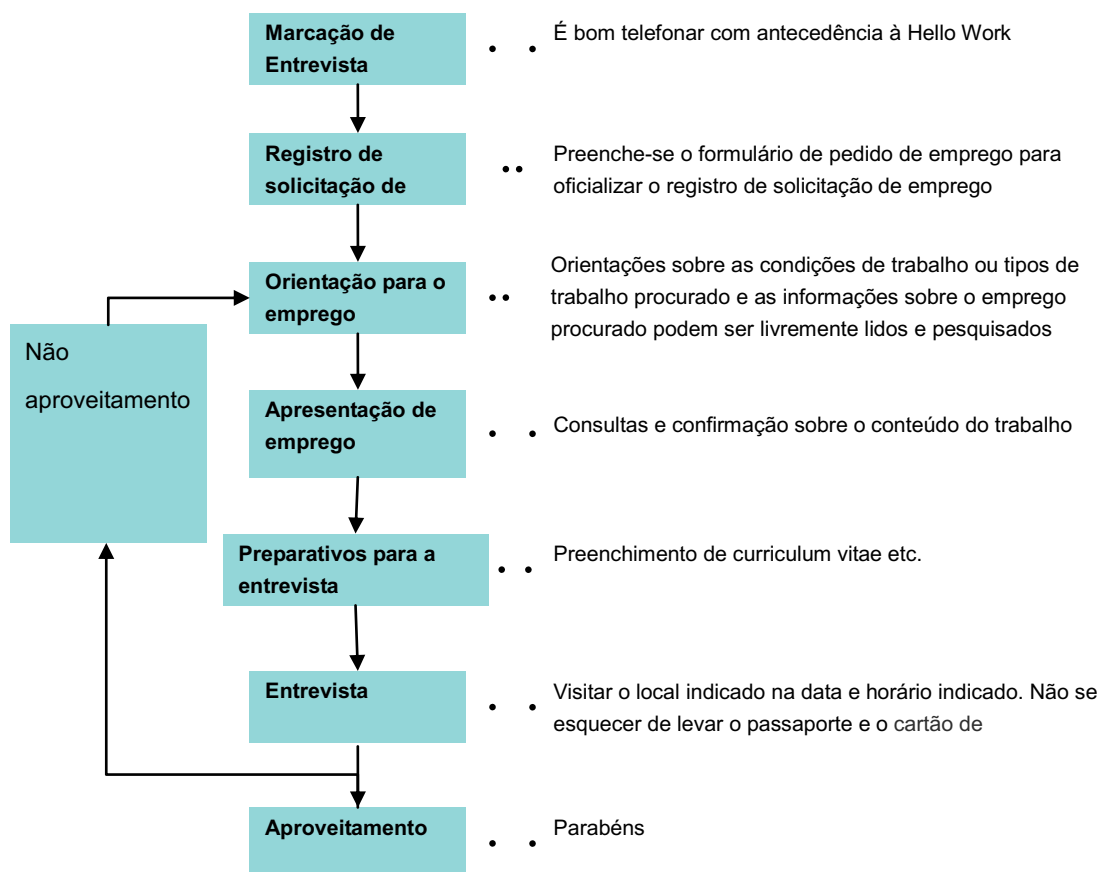 Marcação de
Entrevista
É bom telefonar com antecedência à Hello Work
Registro de
solicitação de
Preenche-se o formulário de pedido de emprego para
oficializar o registro de solicitação de emprego
Orientação para o
emprego
Orientações sobre as condições de trabalho ou tipos de
trabalho procurado e as informações sobre o emprego
procurado podem ser livremente lidos e pesquisados
Não
aproveitamento
Apresentação de
emprego
Consultas e confirmação sobre o conteúdo do trabalho
Preparativos para a
entrevista
Preenchimento de curriculum vitae etc.
Entrevista
Visitar o local indicado na data e horário indicado. Não se
esquecer de levar o passaporte e o cartão de
Aproveitamento
Parabéns